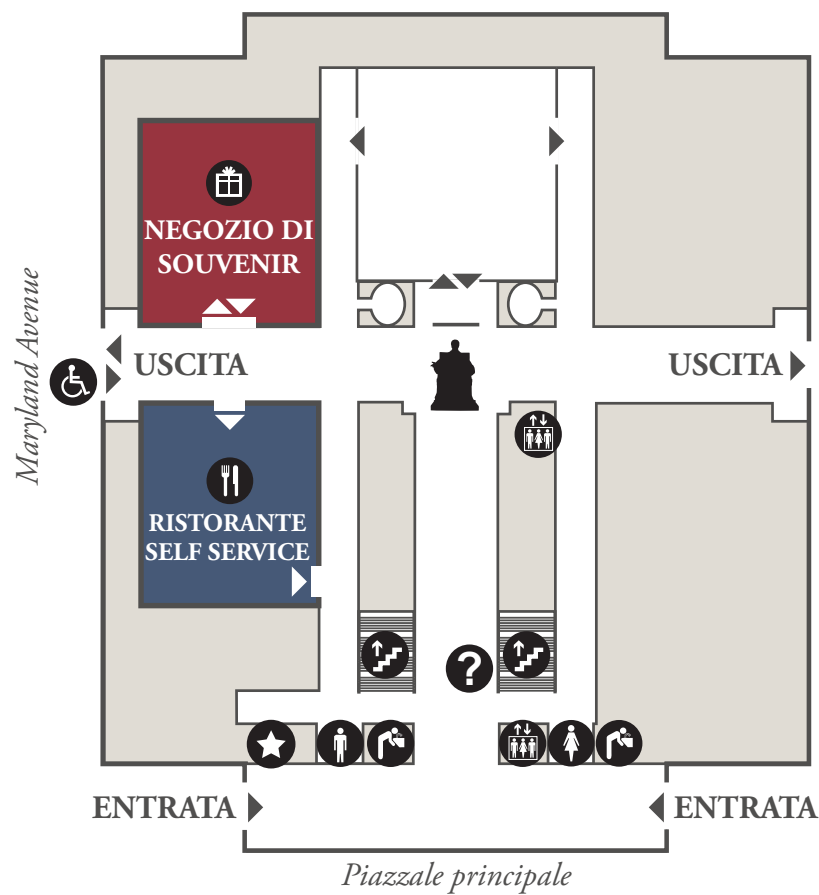 NEGOZIO DI
SOUVENIR
Maryland Avenue
USCITA
USCITA
RISTORANTE
SELF SERVICE
?
ENTRATA
ENTRATA
Piazzale principale